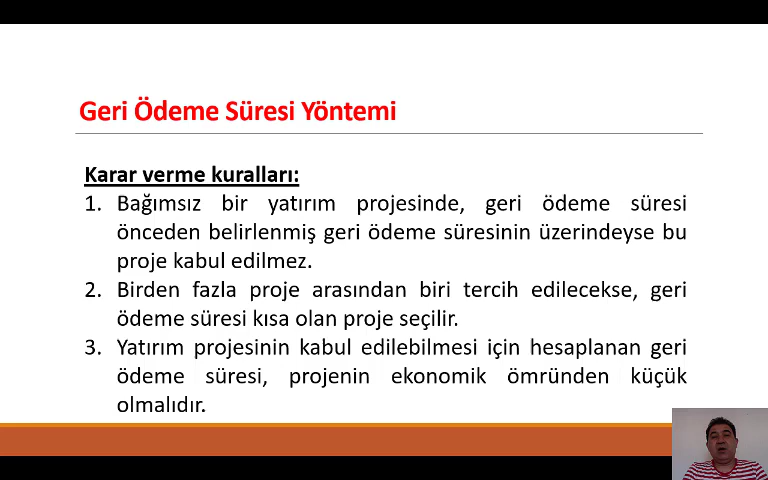 Geri Ödeme Süresi Yöntemi
Karar verme kuralları:
1. Bağımsız bir yatırım projesinde, geri ödeme süresi
önceden belirlenmiş geri ödeme süresinin üzerindeyse bu
proje kabul edilmez.
2. Birden fazla proje arasından biri tercih edilecekse, geri
ödeme süresi kısa olan proje seçilir.
3. Yatırım projesinin kabul edilebilmesi için hesaplanan geri
ödeme süresi, projenin ekonomik ömründen küçük
olmalıdır.